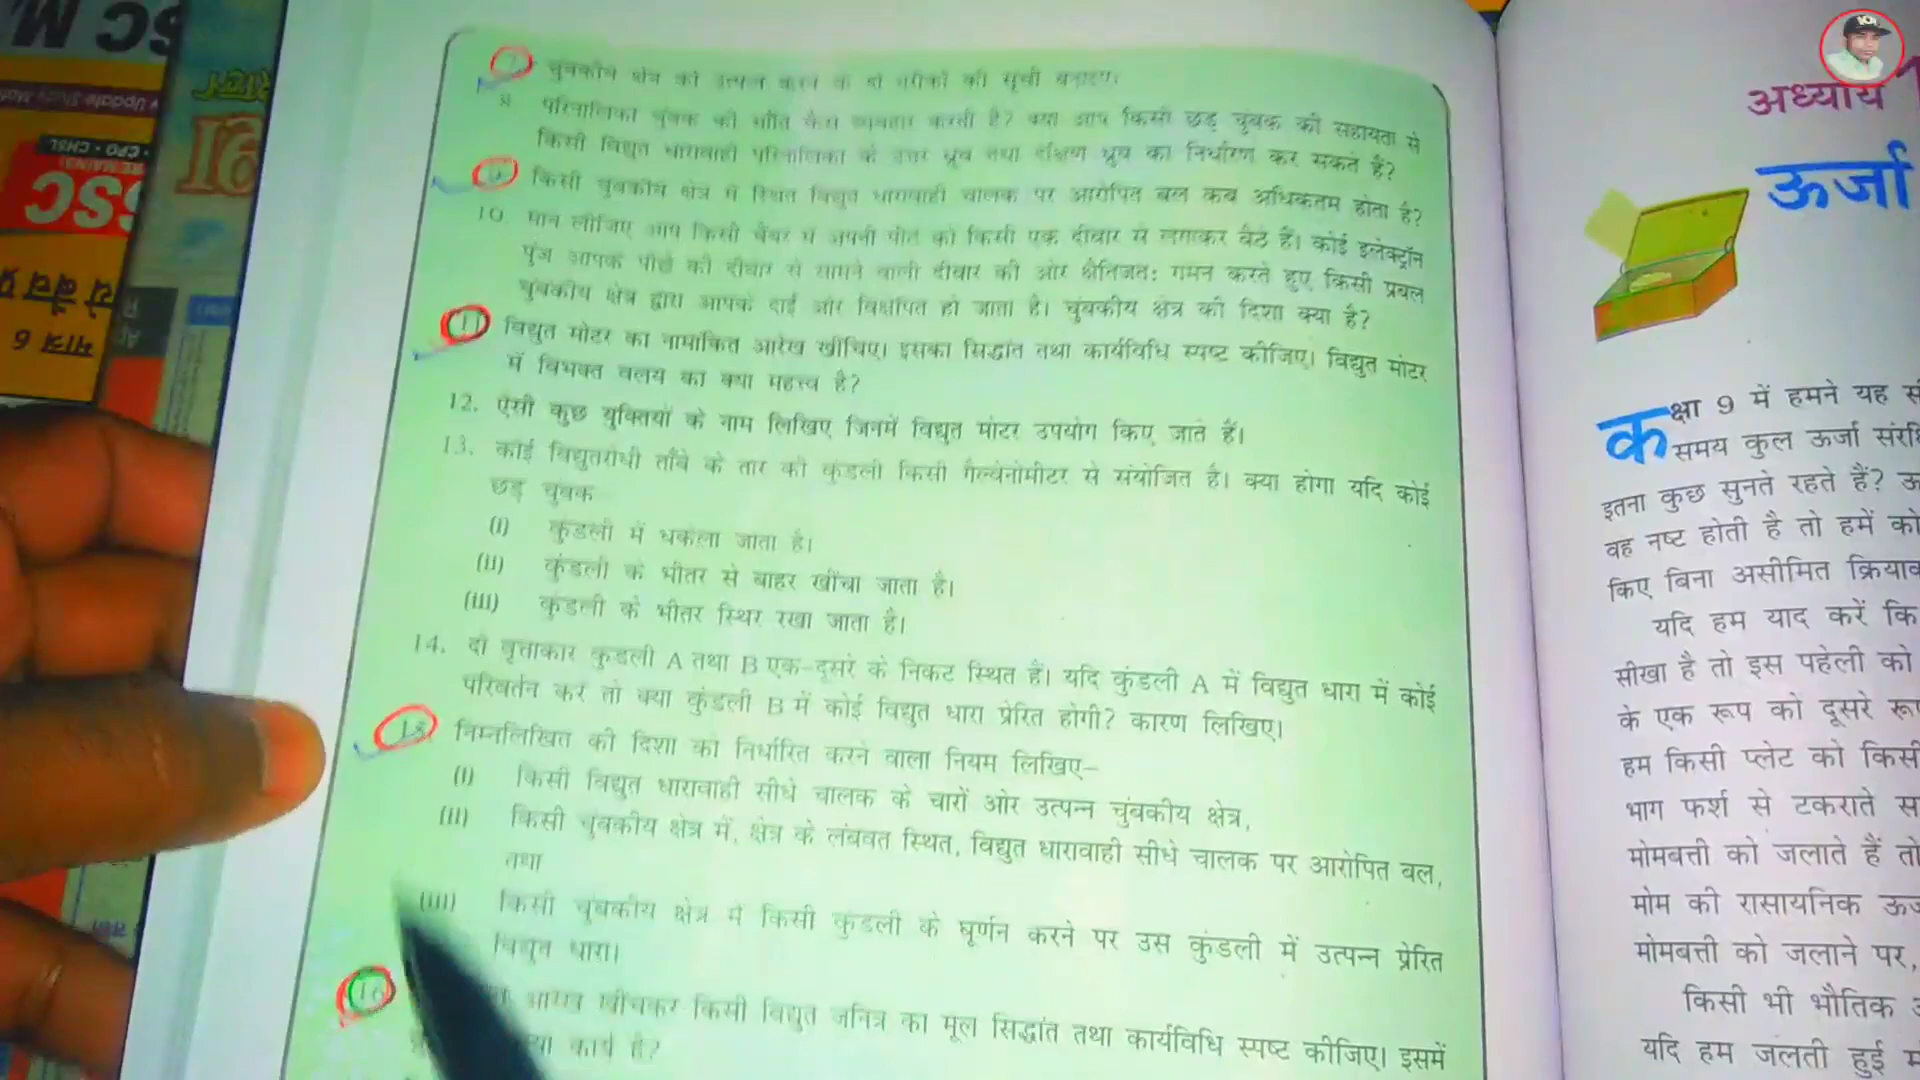 7. चुंबकीय क्षेत्र को उत्पन्न करने के दो तरीकों की सूची बनाइए।
8. परिनालिका चुंबक की भाँति कैसे व्यवहार करती है? क्या आप किसी छड़ चुंबक की सहायता से
किसी विद्युत धारावाही परिनालिका के उत्तर ध्रुव तथा दक्षिण ध्रुव का निर्धारण कर सकते हैं?
9. किसी चुंबकीय क्षेत्र में स्थित विद्युत धारावाही चालक पर आरोपित बल कब अधिकतम होता है?
10 मान लीजिए आप किसी चैंबर में अपनी पीठ को किसी एक दीवार से लगाकर बैठे हैं। कोई इलेक्ट्रॉन
पुंज आपके पीछे की दीवार से सामने वाली दीवार की ओर क्षैतिजतः गमन करते हुए किसी प्रबल
चुंबकीय क्षेत्र द्वारा आपके दाईं ओर विक्षेपित हो जाता है। चुंबकीय क्षेत्र की दिशा क्या है?
11 विद्युत मोटर का नामांकित आरेख खींचिए। इसका सिद्धांत तथा कार्यविधि स्पष्ट कीजिए। विद्युत मोटर
में विभक्त वलय का क्या महत्त्व है?
12. ऐसी कुछ युक्तियों के नाम लिखिए जिनमें विद्युत मोटर उपयोग किए जाते हैं।
13. कोई विद्युतरोधी ताँबे के तार की कुंडली किसी गैल्वेनोमीटर से संयोजित है। क्या होगा यदि कोई
छड़ चुंबक
(i) कुंडली में धकेला जाता है।
(ii) कुंडली के भीतर से बाहर खींचा जाता है।
(iii) कुंडली के भीतर स्थिर रखा जाता है।
14. दो वृत्ताकार कुंडली A तथा B एक-दूसरे के निकट स्थित हैं। यदि कुंडली A में विद्युत धारा में कोई
परिवर्तन करें तो क्या कुंडली B में कोई विद्युत धारा प्रेरित होगी? कारण लिखिए।
15. निम्नलिखित की दिशा को निर्धारित करने वाला नियम लिखिए–
(i) किसी विद्युत धारावाही सीधे चालक के चारों ओर उत्पन्न चुंबकीय क्षेत्र,
(ii) किसी चुंबकीय क्षेत्र में, क्षेत्र के लंबवत स्थित, विद्युत धारावाही सीधे चालक पर आरोपित बल,
तथा
(iii) किसी चुंबकीय क्षेत्र में किसी कुंडली के घूर्णन करने पर उस कुंडली में उत्पन्न प्रेरित
विद्युत धारा।
16 आरेख खींचकर किसी विद्युत जनित्र का मूल सिद्धांत तथा कार्यविधि स्पष्ट कीजिए। इसमें
क्या कार्य है?
अध्याय
ऊर्जा
कक्षा 9 में हमने यह
समय कुल ऊर्जा
इतना कुछ सुनते रहते हैं?
वह नष्ट होती है तो हमें
किए बिना असीमित
यदि हम याद करें कि
सीखा है तो इस पहेली को
के एक रूप को दूसरे
हम किसी प्लेट को किसी
भाग फर्श से टकराते
मोमबत्ती को जलाते हैं तो
मोम की रासायनिक
मोमबत्ती को जलाने पर,
किसी भी भौतिक
यदि हम जलती हुई
SSC
CPO
CHSL
मात्र 6